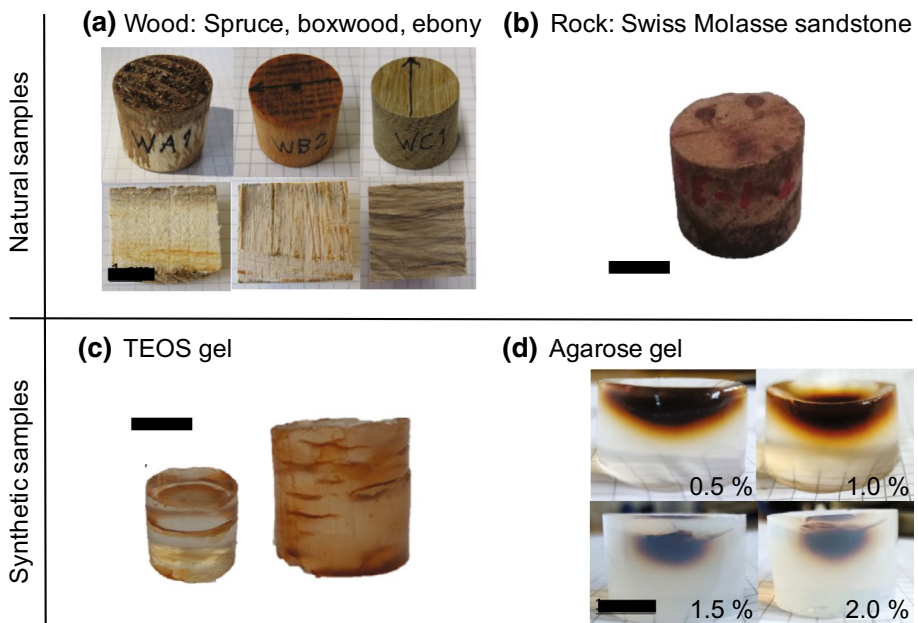 (a) Wood: Spruce, boxwood, ebony
(b) Rock: Swiss Molasse sandstone
Natural samples
WA1
WB2
WC1
(c) TEOS gel
(d) Agarose gel
Synthetic samples
0.5 %
1.0 %
1.5 %
2.0 %